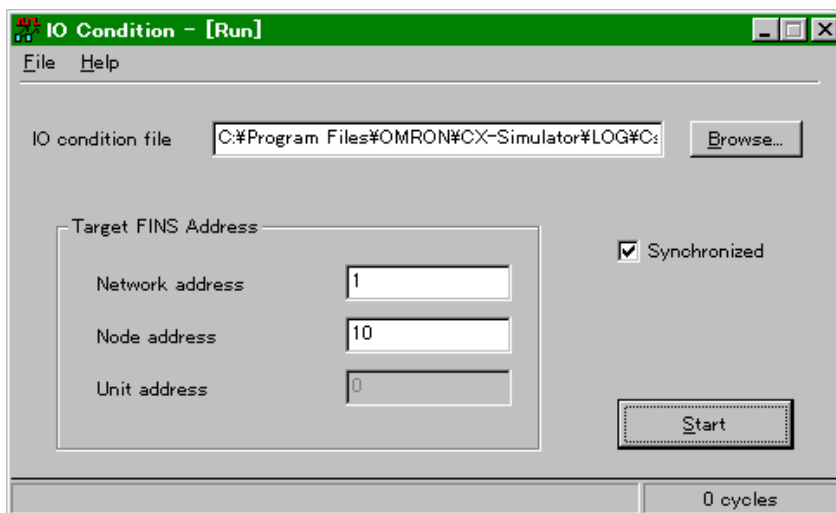 IO Condition - [Run]
File Help
IO condition file C:¥Program Files¥OMRON¥CX-Simulator¥LOG¥Cs Browse...
Target FINS Address
Synchronized
Network address 1
Node address 10
Unit address 0
Start
0 cycles